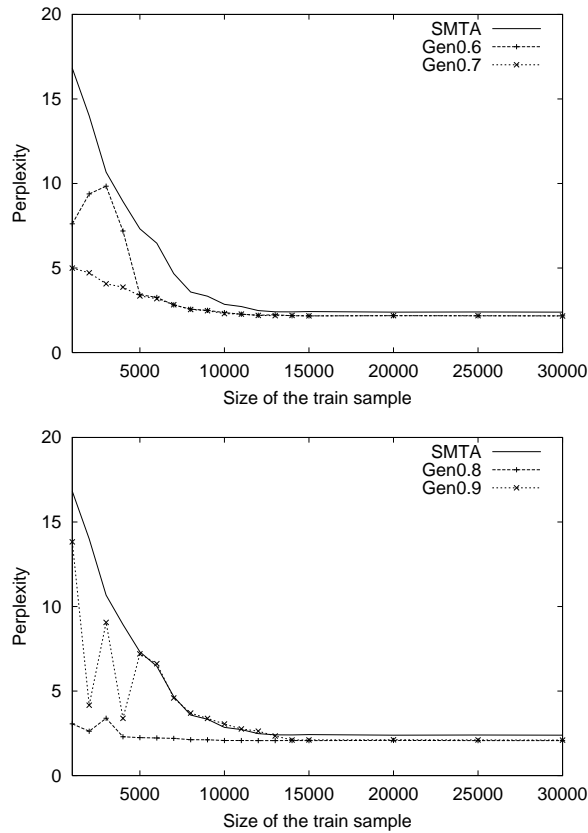 20
15
10
5
0
Perplexity
SMTA
Gen0.6
Gen0.7
5000 10000 15000 20000 25000 30000
Size of the train sample
20
15
10
5
0
Perplexity
SMTA
Gen0.8
Gen0.9
5000 10000 15000 20000 25000 30000
Size of the train sample